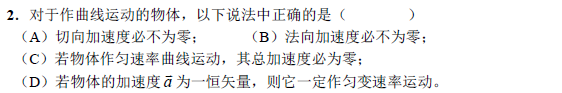 2．对于作曲线运动的物体，以下说法中正确的是（　　　　）
（A）切向加速度必不为零；　　　（B）法向加速度必不为零；
（C）若物体作匀速率曲线运动，其总加速度必为零；
（D）若物体的加速度 a̅ 为一恒矢量，则它一定作匀变速率运动。